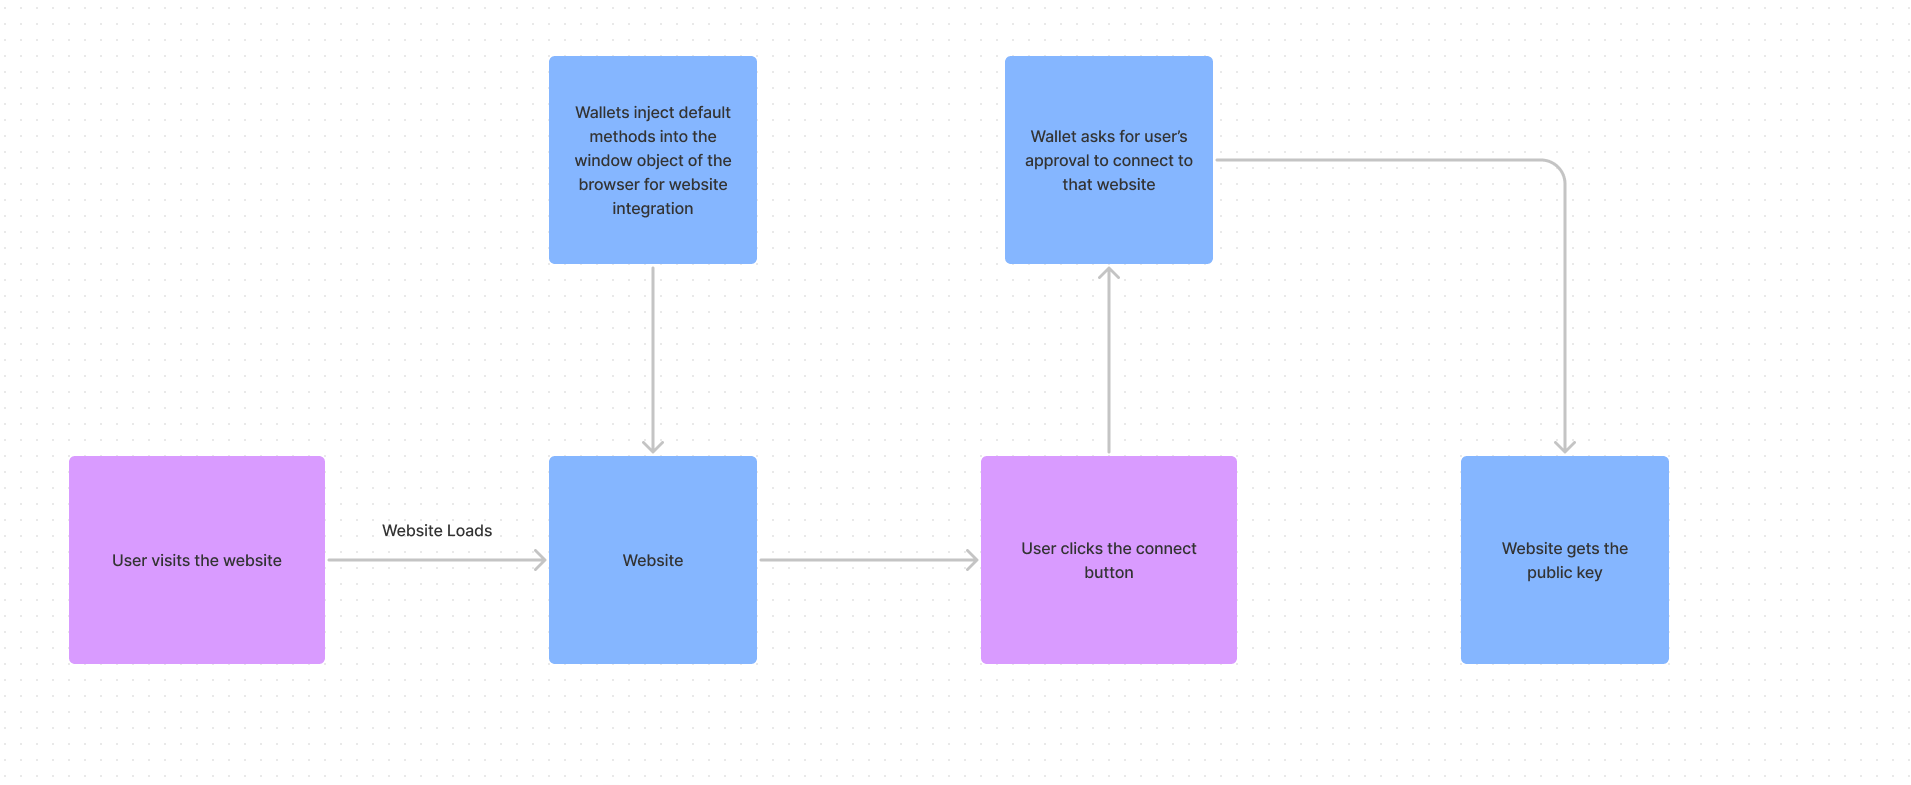 Wallets inject default
methods into the
window object of the
browser for website
integration
Wallet asks for user’s
approval to connect to
that website
User visits the website
Website Loads
Website
User clicks the connect
button
Website gets the
public key